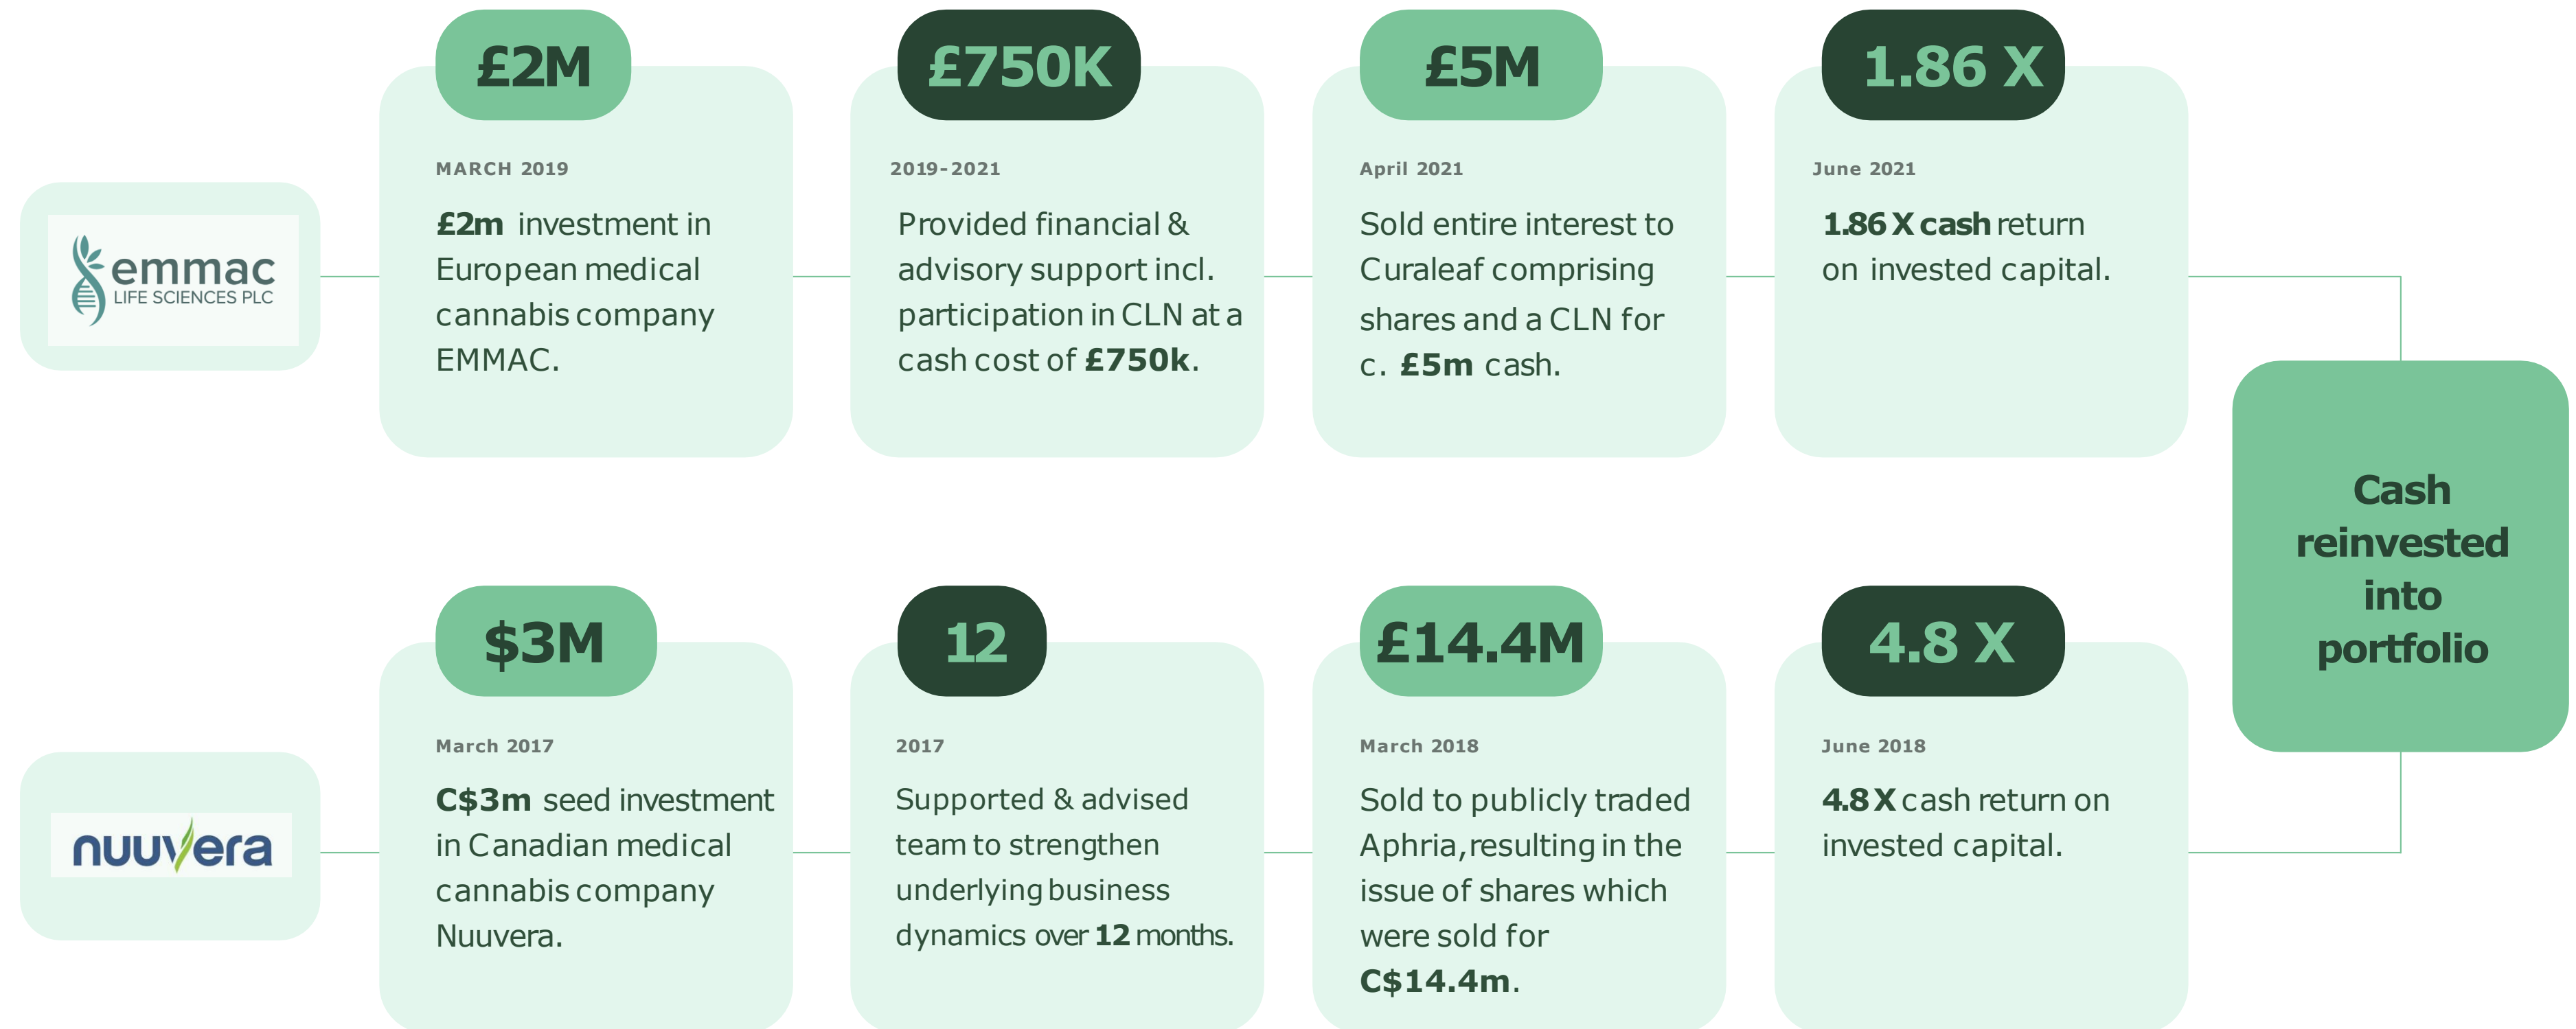 emmac
LIFE SCIENCES PLC
£2M
MARCH 2019
£2m investment in
European medical
cannabis company
EMMAC.
£750K
2019-2021
Provided financial &
advisory support incl.
participation in CLN at a
cash cost of £750k.
£5M
April 2021
Sold entire interest to
Curaleaf comprising
shares and a CLN for
c. £5m cash.
1.86 X
June 2021
1.86 X cash return
on invested capital.
nuuvera
$3M
March 2017
C$3m seed investment
in Canadian medical
cannabis company
Nuuvera.
12
2017
Supported & advised
team to strengthen
underlying business
dynamics over 12 months.
£14.4M
March 2018
Sold to publicly traded
Aphria, resulting in the
issue of shares which
were sold for
C$14.4m.
4.8 X
June 2018
4.8 X cash return on
invested capital.
Cash
reinvested
into
portfolio